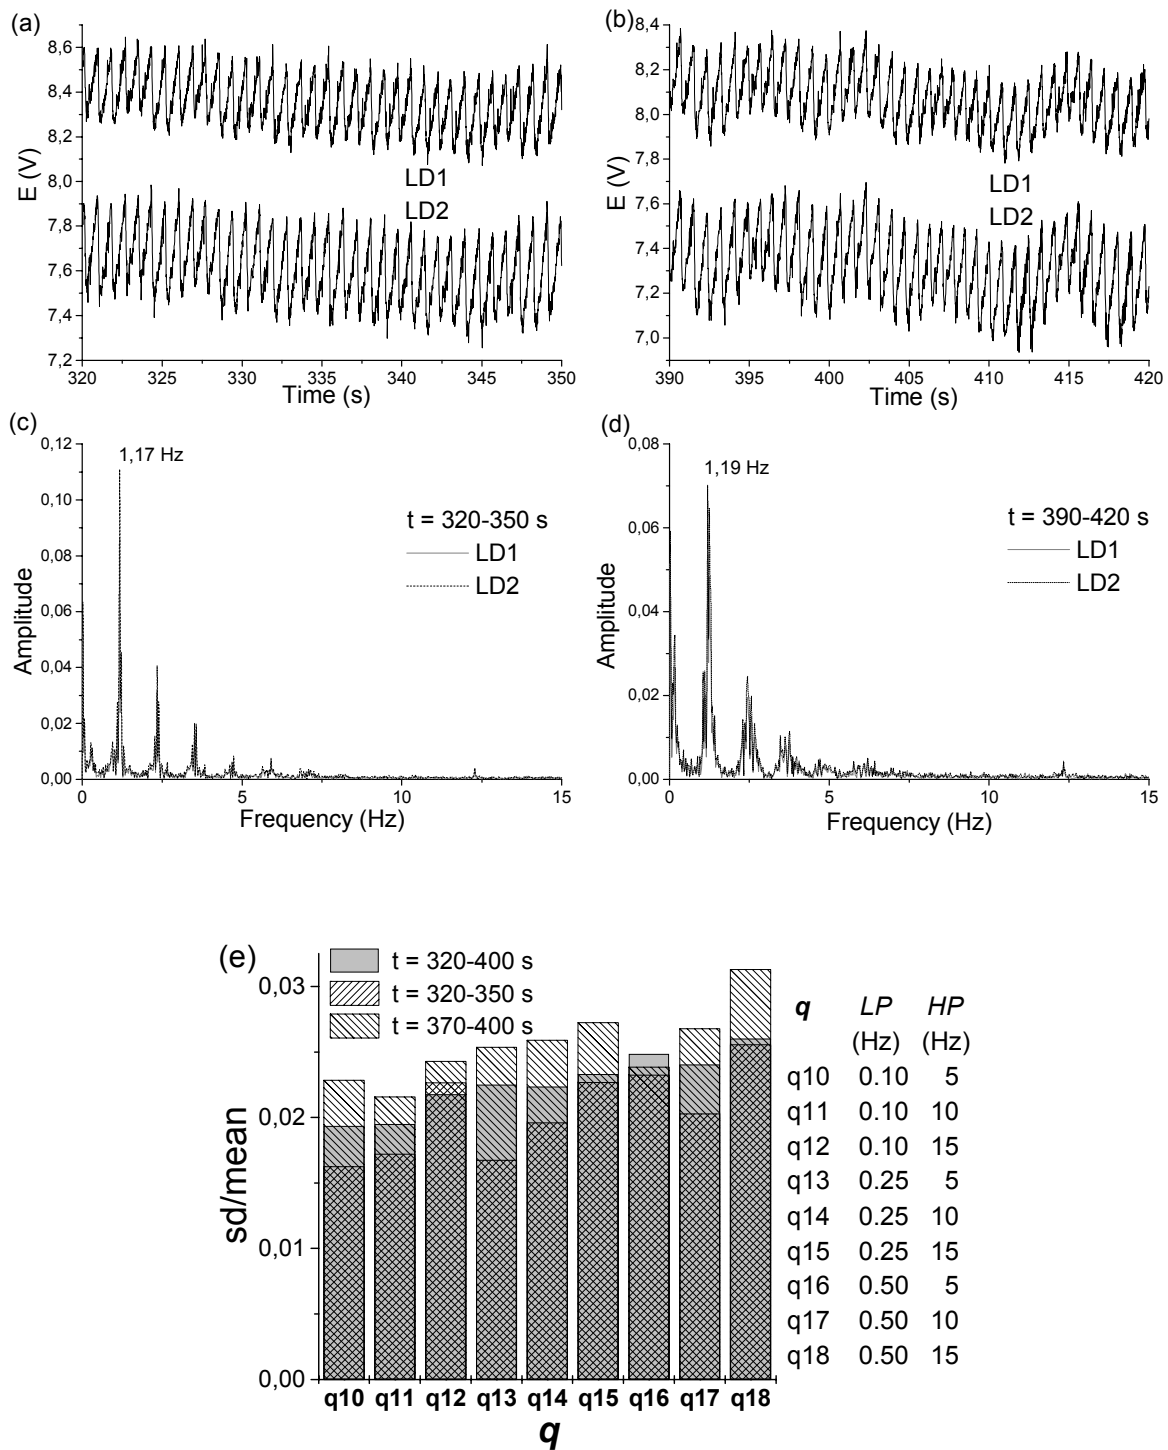 (a)
8,6
8,4
8,2
8,0
7,8
7,6
7,4
7,2
E (V)
LD1
LD2
320 325 330 335 340 345 350
Time (s)
(b)
8,4
8,2
8,0
7,8
7,6
7,4
7,2
7,0
E (V)
LD1
LD2
390 395 400 405 410 415 420
Time (s)
(c)
0,12
0,10
0,08
0,06
0,04
0,02
0,00
Amplitude
1,17 Hz
t = 320-350 s
LD1
LD2
0 5 10 15
Frequency (Hz)
(d)
0,08
0,06
0,04
0,02
0,00
Amplitude
1,19 Hz
t = 390-420 s
LD1
LD2
0 5 10 15
Frequency (Hz)
(e)
t = 320-400 s
t = 320-350 s
t = 370-400 s
0,03
0,02
0,01
0,00
sd/mean
q10 q11 q12 q13 q14 q15 q16 q17 q18
q
q LP HP
(Hz) (Hz)
q10 0.10 5
q11 0.10 10
q12 0.10 15
q13 0.25 5
q14 0.25 10
q15 0.25 15
q16 0.50 5
q17 0.50 10
q18 0.50 15